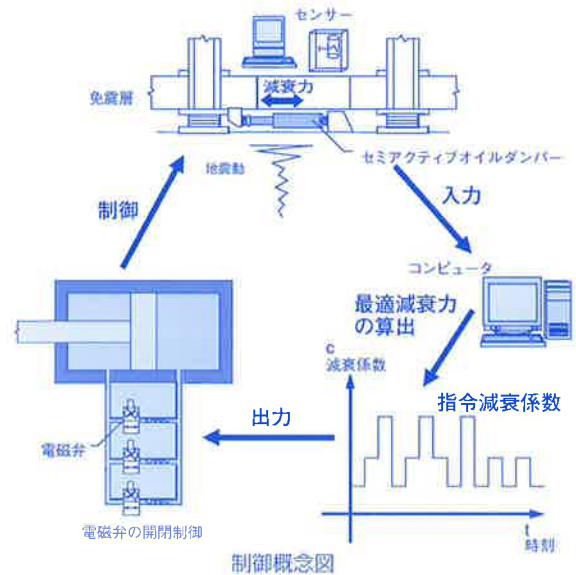 センサー
減衰力
免震層
セミアクティブオイルダンパー
地震動
制御
入力
コンピュータ
最適減衰力
の算出
c
減衰係数
指令減衰係数
出力
電磁弁
t
時刻
電磁弁の開閉制御
制御概念図